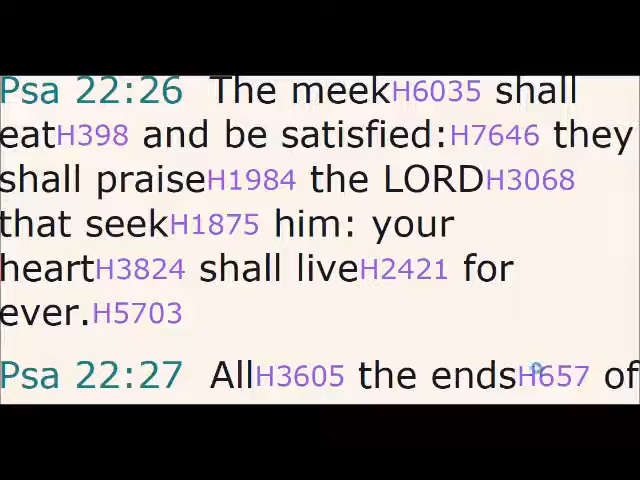 Psa 22:26 The meekH6035 shall
eatH398 and be satisfied:H7646 they
shall praiseH1984 the LORDH3068
that seekH1875 him: your
heartH3824 shall liveH2421 for
ever.H5703
Psa 22:27 AllH3605 the endsH657 of